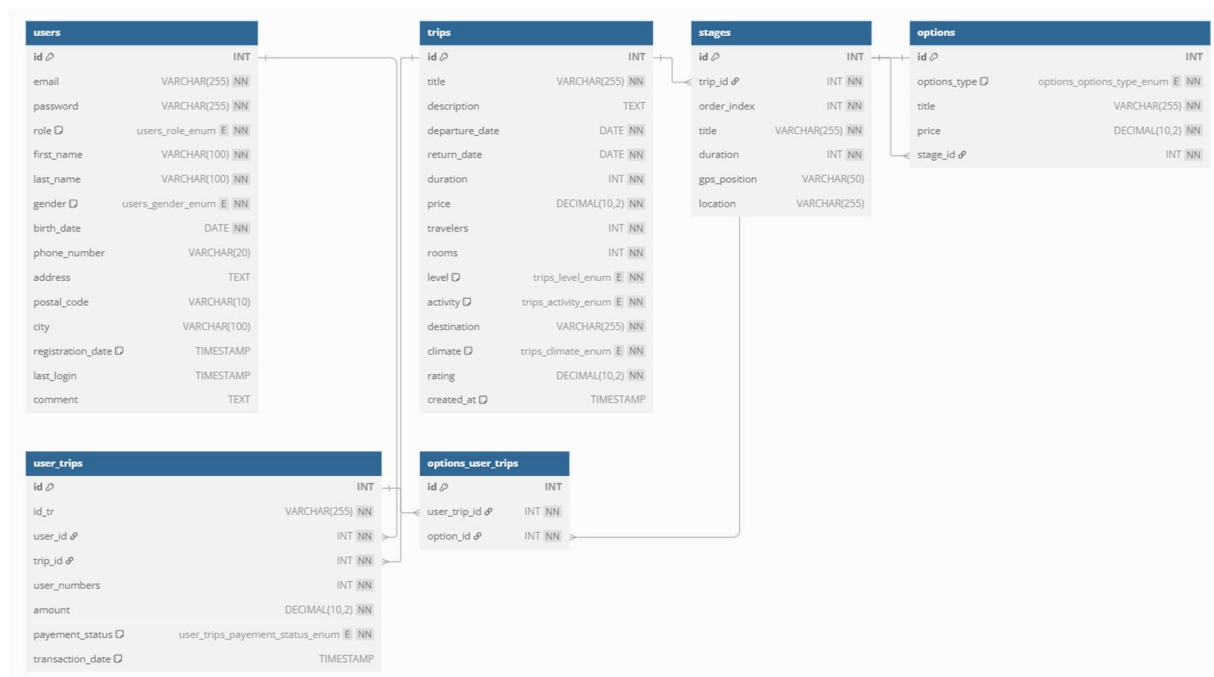 users
id INT
email VARCHAR(255) NN
password VARCHAR(255) NN
role users_role_enum E NN
first_name VARCHAR(100) NN
last_name VARCHAR(100) NN
gender users_gender_enum E NN
birth_date DATE NN
phone_number VARCHAR(20)
address TEXT
postal_code VARCHAR(10)
city VARCHAR(100)
registration_date TIMESTAMP
last_login TIMESTAMP
comment TEXT
trips
id INT
title VARCHAR(255) NN
description TEXT
departure_date DATE NN
return_date DATE NN
duration INT NN
price DECIMAL(10,2) NN
travelers INT NN
rooms INT NN
level trips_level_enum E NN
activity trips_activity_enum E NN
destination VARCHAR(255) NN
climate trips_climate_enum E NN
rating DECIMAL(10,2) NN
created_at TIMESTAMP
stages
id INT
trip_id INT NN
order_index INT NN
title VARCHAR(255) NN
duration INT NN
gps_position VARCHAR(50)
location VARCHAR(255)
options
id INT
options_type options_options_type_enum E NN
title VARCHAR(255) NN
price DECIMAL(10,2) NN
stage_id INT NN
user_trips
id INT
id_tr VARCHAR(255) NN
user_id INT NN
trip_id INT NN
user_numbers INT NN
amount DECIMAL(10,2) NN
payement_status user_trips_payement_status_enum E NN
transaction_date TIMESTAMP
options_user_trips
id INT
user_trip_id INT NN
option_id INT NN